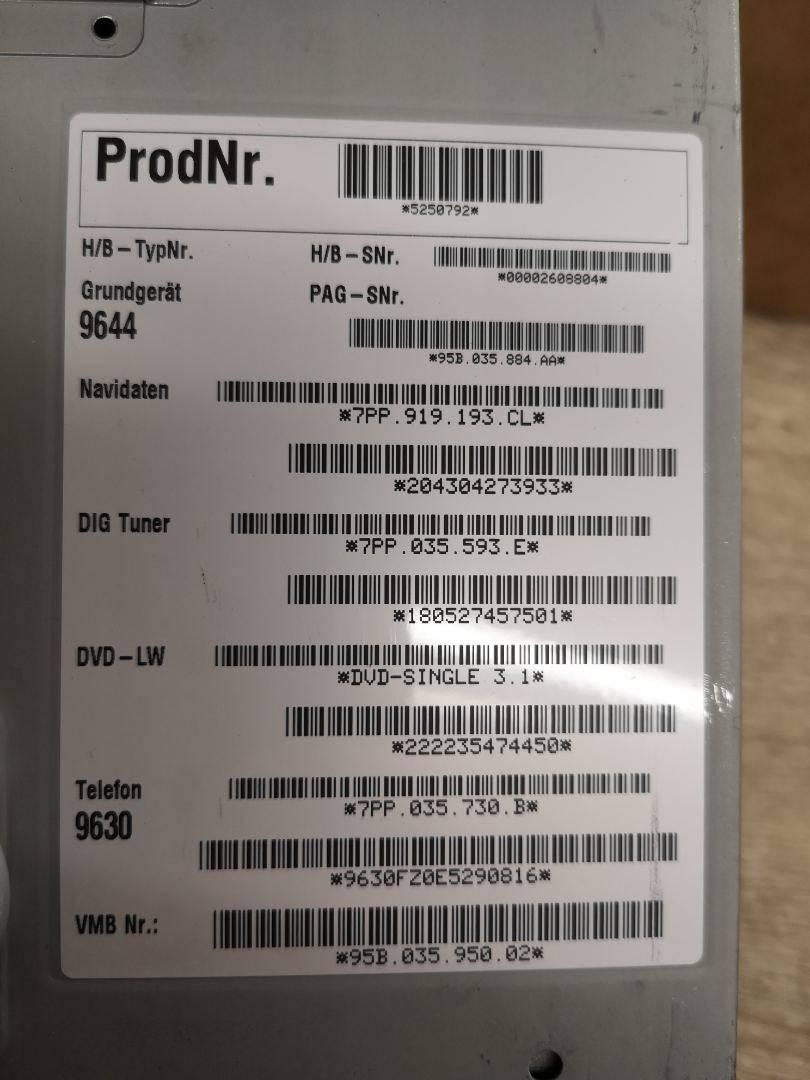 ProdNr.
*5250792*
H/B-TypNr.
H/B-SNr.
*00002608804*
Grundgerät
PAG-SNr.
9644
*95B.035.884.AA*
Navidaten
*7PP.919.193.CL*
*204304273933*
DIG Tuner
*7PP.035.593.E*
*180527457501*
DVD-LW
*DVD-SINGLE 3.1*
*222235474450*
Telefon
*7PP.035.730.B*
9630
*9630FZ0E5290816*
VMB Nr.:
*95B.035.950.02*